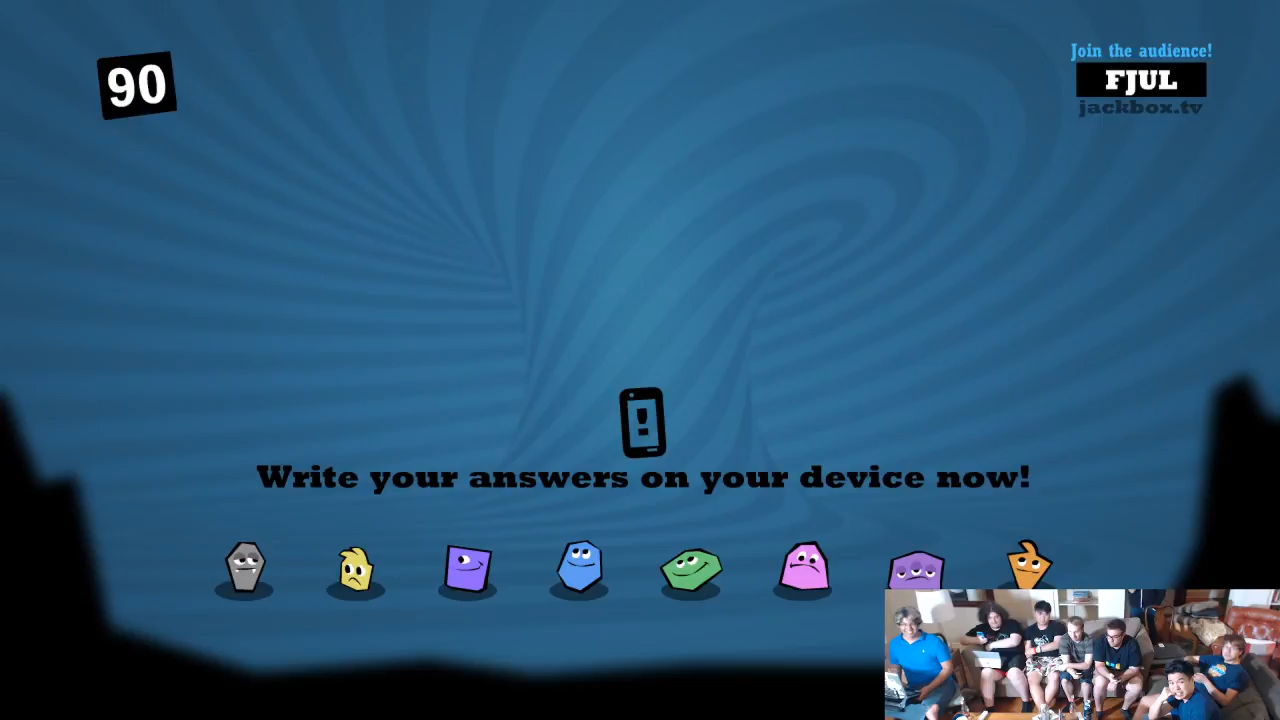 90
Join the audience!
FJUL
jackbox.tv
!
Write your answers on your device now!